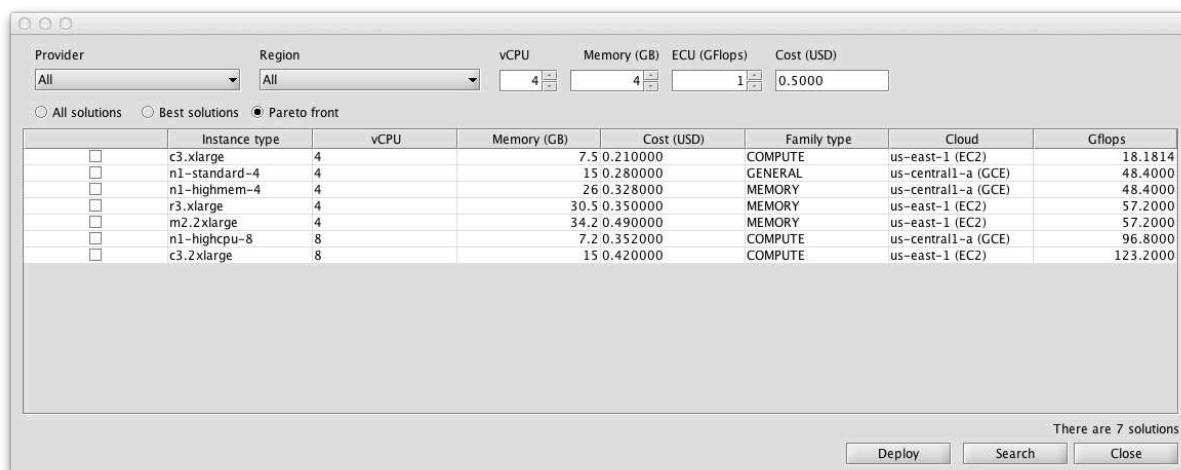 Provider Region vCPU Memory (GB) ECU (GFlops) Cost (USD)
All All 4 4 1 0.5000
All solutions Best solutions Pareto front
Instance type vCPU Memory (GB) Cost (USD) Family type Cloud Gflops
c3.xlarge 4 7.5 0.210000 COMPUTE us-east-1 (EC2) 18.1814
n1-standard-4 4 15 0.280000 GENERAL us-central1-a (GCE) 48.4000
n1-highmem-4 4 26 0.328000 MEMORY us-central1-a (GCE) 48.4000
r3.xlarge 4 30.5 0.350000 MEMORY us-east-1 (EC2) 57.2000
m2.2xlarge 4 34.2 0.490000 MEMORY us-east-1 (EC2) 57.2000
n1-highcpu-8 8 7.2 0.352000 COMPUTE us-central1-a (GCE) 96.8000
c3.2xlarge 8 15 0.420000 COMPUTE us-east-1 (EC2) 123.2000
There are 7 solutions
Deploy Search Close